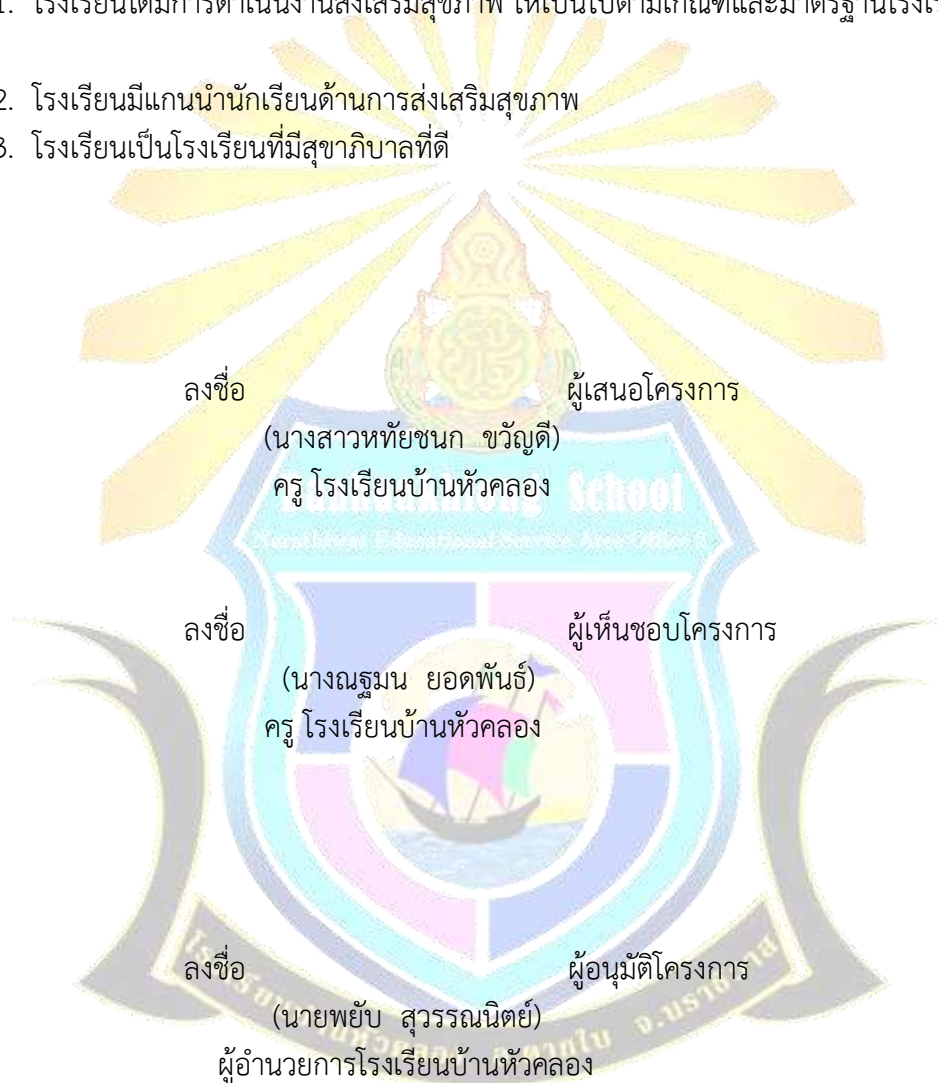 1. โรงเรียนได้มีการดำเนินงานส่งเสริมสุขภาพ ให้เป็นไปตามเกณฑ์และมาตรฐาน
2. โรงเรียนมีแกนนำนักเรียนด้านการส่งเสริมสุขภาพ
3. โรงเรียนเป็นโรงเรียนที่มีสุขาภิบาลที่ดี
ลงชื่อ ผู้เสนอโครงการ
(นางสาวหทัยชนก ขวัญดี)
ครู โรงเรียนบ้านหัวคลอง
School
Narathiwat Educational Service Area Office 2
ลงชื่อ ผู้เห็นชอบโครงการ
(นางณฐมน ยอดพันธ์)
ครู โรงเรียนบ้านหัวคลอง
ลงชื่อ ผู้อนุมัติโครงการ
(นายพยับ สุวรรณนิตย์)
ผู้อำนวยการโรงเรียนบ้านหัวคลอง